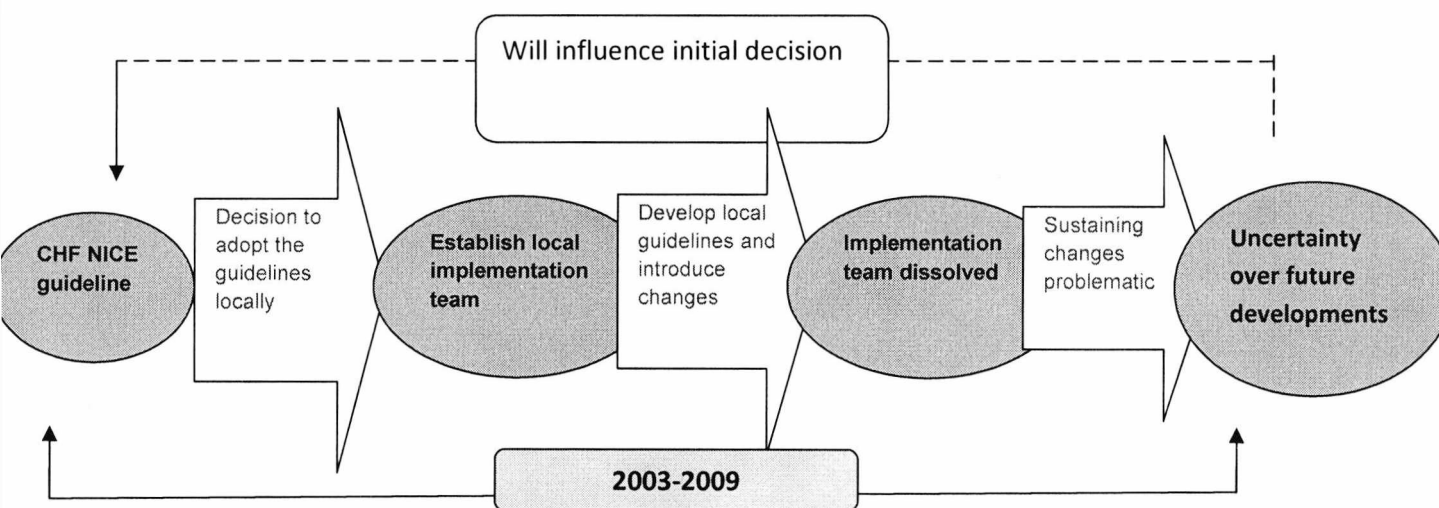 Will influence initial decision
CHF NICE
guideline
Decision to
adopt the
guidelines
locally
Establish local
implementation
team
Develop local
guidelines and
introduce
changes
Implementation
team dissolved
Sustaining
changes
problematic
Uncertainty
over future
developments
2003-2009